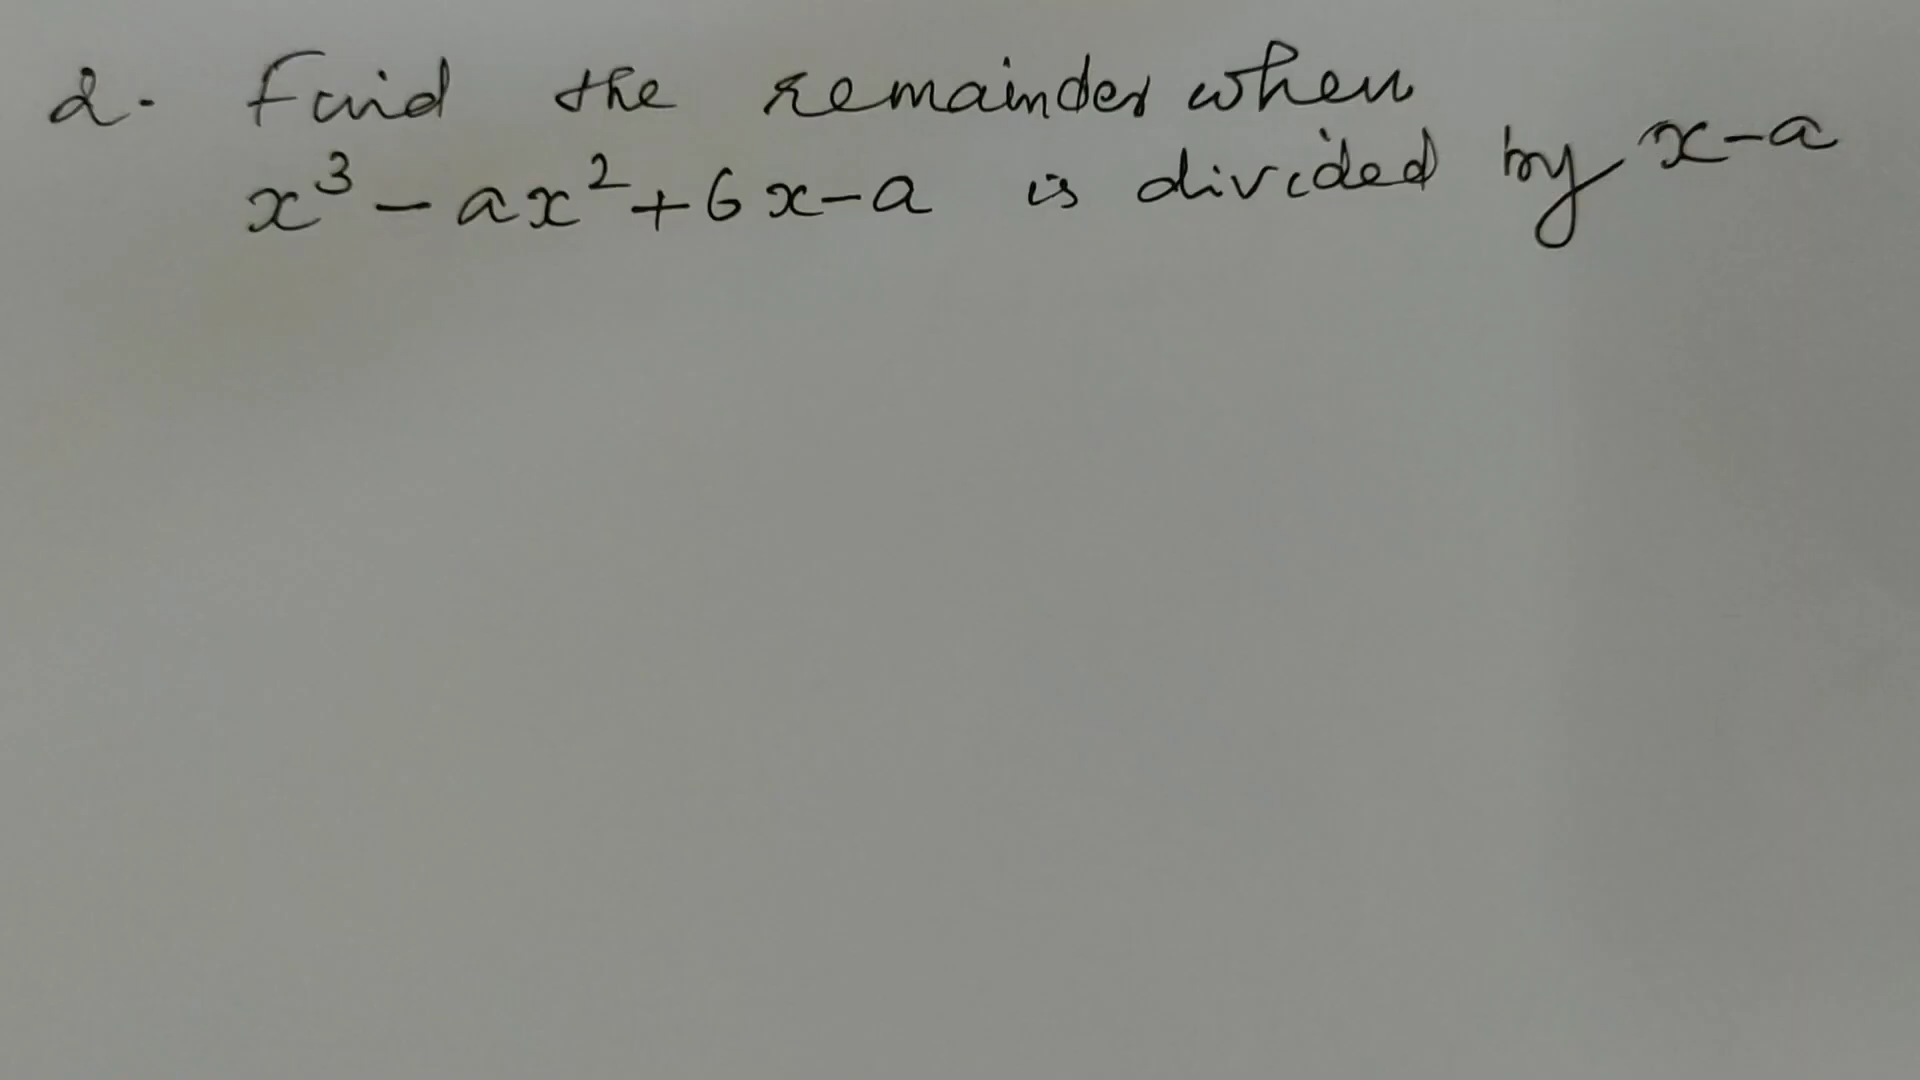 2. Find the remainder when
x³ - ax² + 6x - a is divided by x - a